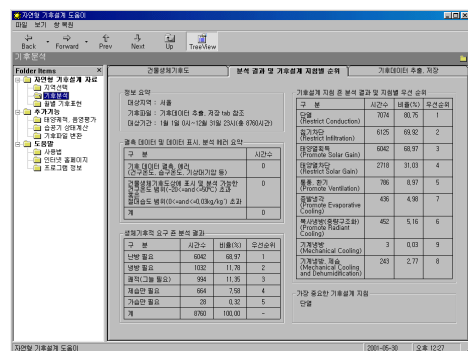 자연형 기후설계 도움이
파일 보기 창 목원
Back Forward Prev Next Up TreeView
기후분석
Folder Items ×
자연형 기후설계 자료
지역선택
기후분석
월별 기후표현
추가기능
태양궤적, 음영평가
습공기 상태계산
기후파일 변환
도움말
사용법
인터넷 홈페이지
프로그램 정보
건물생체기후도
분석 결과 및 기후설계 지침별 순위
기후데이터 추출, 저장
정보 요약
대상지역 : 서울
기후파일 : 기후데이터 추출, 저장 tab 참조
대상기간 : 1월 1일 0시~12월 31일 23시(총 8760시간)
결측 데이터 및 데이터 표시, 분석 에러 요약
구 분 시간수
기후 데이터 결측, 에러 0
(건구온도, 습구온도, 기상대기압 등)
건물생체기후도상에 표시 및 분석 가능한 0
건구온도 범위(-20<=and<=50℃) 초과
혹은
절대습도 범위(0<=and<=0,03kg/kg') 초과
계 0
생체기후적 요구 존 분석 결과
구 분 시간수 비율(%) 우선순위
난방 필요 6042 68,97 1
냉방 필요 1032 11,78 2
쾌적(그늘 필요) 994 11,35 3
제습만 필요 664 7,58 4
가습만 필요 28 0,32 5
계 8760 100,00 -
기후설계 지침 존 분석 결과 및 지침별 우선 순위
구 분 시간수 비율(%) 우선순위
단열 7074 80,75 1
(Restrict Conduction)
침기차단 6125 69,92 2
(Restrict Infiltration)
태양열획득 6042 68,97 3
(Promote Solar Gain)
태양열차단 2718 31,03 4
(Restrict Solar Gain)
통풍, 환기 786 8,97 5
(Promote Ventilation)
증발냉각 436 4,98 7
(Promote Evaporative
Cooling)
복사냉방(중량구조화) 452 5,16 6
(Promote Radiant
Cooling)
기계냉방 3 0,03 9
(Mechanical Cooling)
기계냉방, 제습 243 2,77 8
(Mechanical Cooling
and Dehumidification)
가장 중요한 기후설계 지침
단열
자연형 기후설계 도움이 2001-05-30 오후 12:27